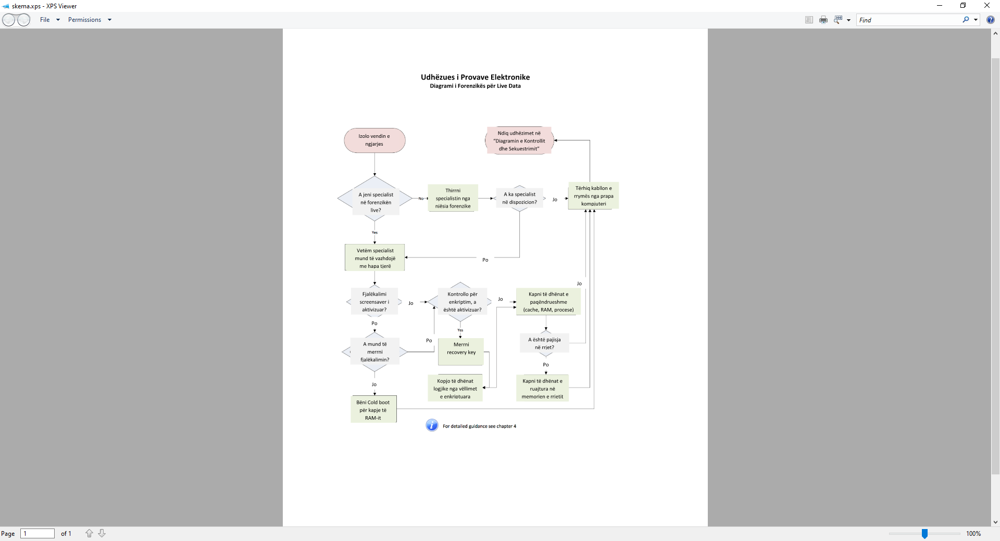 skema.xps - XPS Viewer
File
Permissions
Find
Udhëzues i Provave Elektronike
Diagrami i Forenzikës për Live Data
Izolo vendin e
ngjarjes
Ndiq udhëzimet në
“Diagramin e Kontrollit
dhe Sekuestrimit”
A jeni specialist
në forenzikën
live?
No
Thirrni
specialistin nga
njësia forenzike
A ka specialist
në dispozicion?
Jo
Tërhiq kabllon e
rrymës nga prapa
kompjuteri
Yes
Vetëm specialist
mund të vazhdojë
me hapa tjerë
Po
Fjalëkalimi
screensaver i
aktivizuar?
Jo
Kontrollo për
enkriptim, a
është aktivizuar?
Jo
Kapni të dhënat e
paqëndrueshme
(cache, RAM, procese)
Jo
Po
Yes
A mund të
merrni
fjalëkalimin?
Po
Merrni
recovery key
A është pajisja
në rrjet?
Po
Jo
Kopjo të dhënat
logjike nga vëllimet
e enkriptuara
Kapni të dhënat e
ruajtura në
memorien e rrjetit
Bëni Cold boot
për kapje të
RAM-it
For detailed guidance see chapter 4
Page 1 of 1
100%